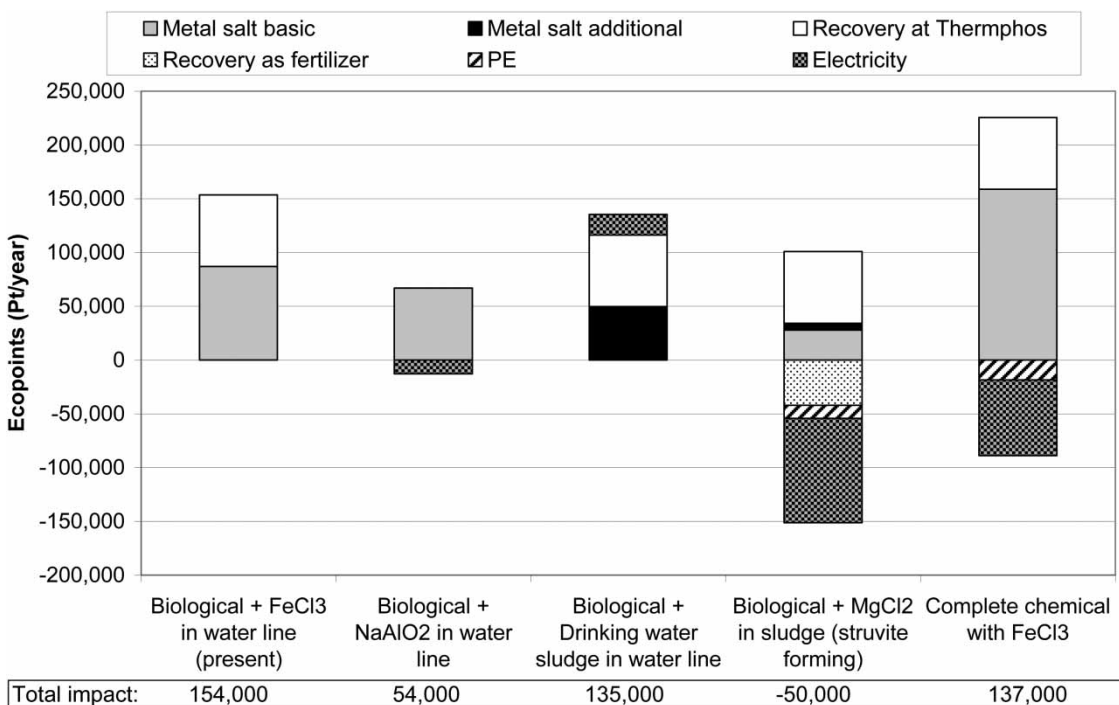 Metal salt basic Metal salt additional Recovery at Thermphos
Recovery as fertilizer PE Electricity
250,000
200,000
150,000
100,000
50,000
0
-50,000
-100,000
-150,000
-200,000
Ecopoints (Pt/year)
Biological + FeCl3
in water line
(present)
Biological +
NaAlO2 in water
line
Biological +
Drinking water
sludge in water line
Biological + MgCl2
in sludge (struvite
forming)
Complete chemical
with FeCl3
Total impact: 154,000 54,000 135,000 -50,000 137,000